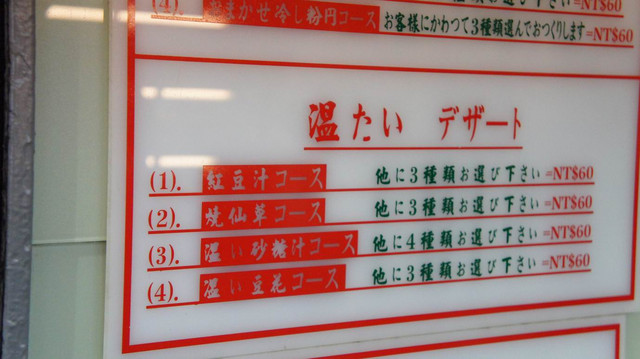 (4). おまかせ冷し粉円コース お客様にかわつて3種類選んでおつくりします=NT$60
温たい デザート
(1). 紅豆汁コース 他に3種類お選び下さい=NT$60
(2). 焼仙草コース 他に3種類お選び下さい=NT$60
(3). 温い砂糖汁コース 他に4種類お選び下さい=NT$60
(4). 温い豆花コース 他に3種類お選び下さい=NT$60